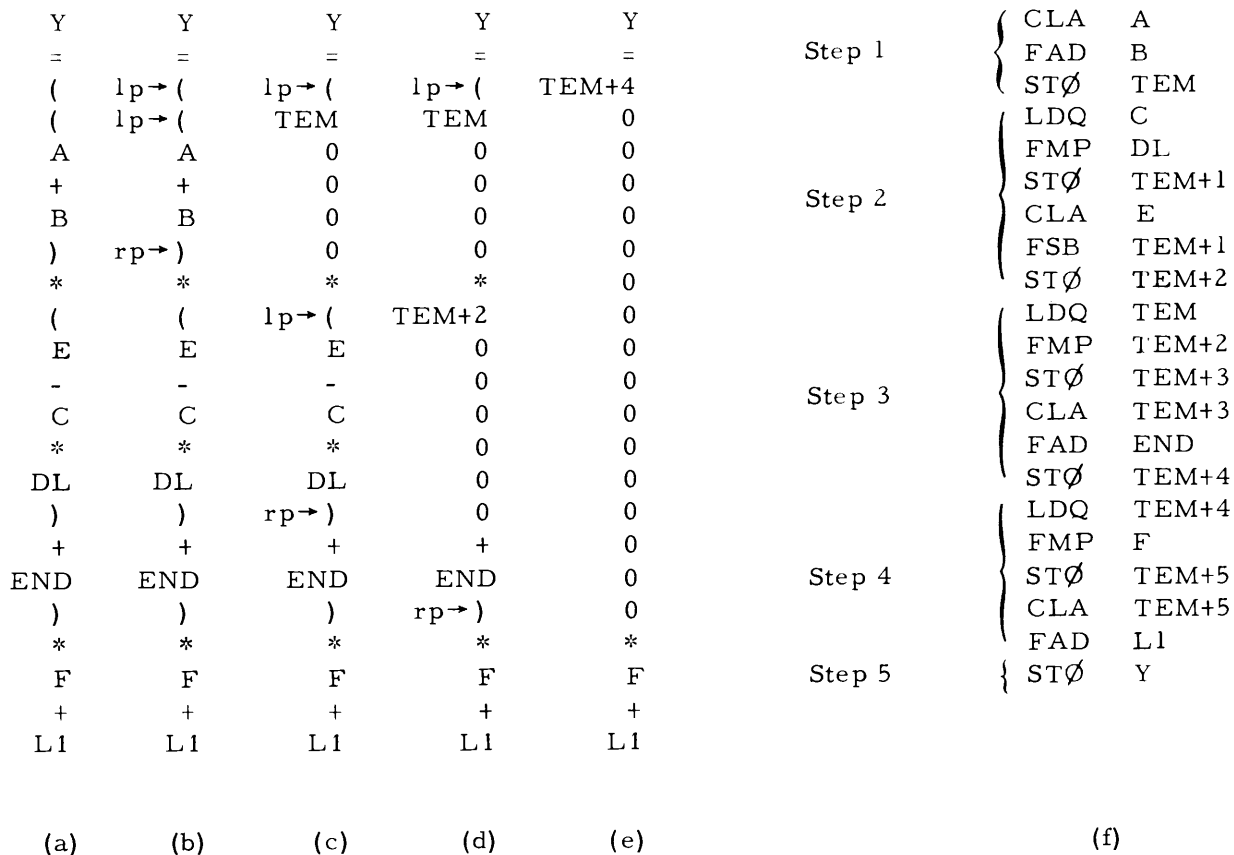 Y Y Y Y Y Step 1 CLA A
= = = = = FAD B
( lp→( lp→( lp→( TEM+4 STØ TEM
( lp→( TEM TEM 0 Step 2 LDQ C
A A 0 0 0 FMP DL
+ + 0 0 0 STØ TEM+1
B B 0 0 0 CLA E
) rp→) 0 0 0 FSB TEM+1
* * * * 0 STØ TEM+2
( ( lp→( TEM+2 0 Step 3 LDQ TEM
E E E 0 0 FMP TEM+2
- - - 0 0 STØ TEM+3
C C C 0 0 CLA TEM+3
* * * 0 0 FAD END
DL DL DL 0 0 STØ TEM+4
) ) rp→) 0 0 Step 4 LDQ TEM+4
+ + + + 0 FMP F
END END END END 0 STØ TEM+5
) ) ) rp→) 0 CLA TEM+5
* * * * * FAD L1
F F F F F Step 5 STØ Y
+ + + + +
L1 L1 L1 L1 L1
(a) (b) (c) (d) (e) (f)